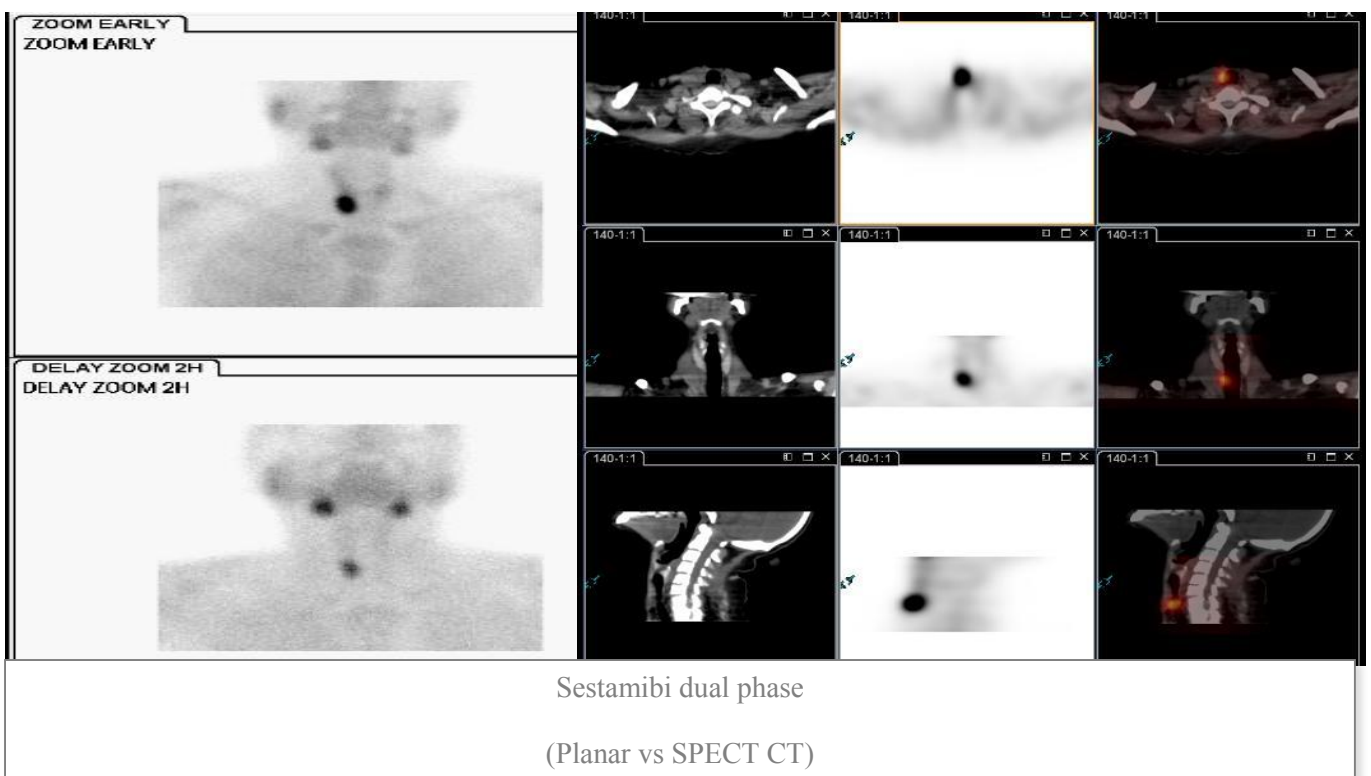 ZOOM EARLY
ZOOM EARLY
140-1:1
140-1:1
140-1:1
140-1:1
140-1:1
140-1:1
DELAY ZOOM 2H
DELAY ZOOM 2H
140-1:1
140-1:1
140-1:1
Sestamibi dual phase
(Planar vs SPECT CT)